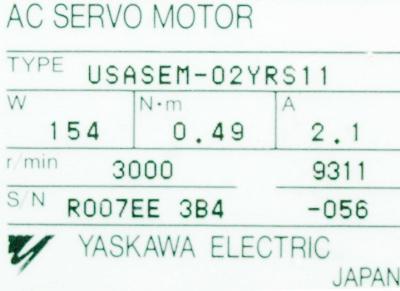 AC SERVO MOTOR
TYPE USASEM-02YRS11
W N·m A
154 0.49 2.1
r/min 3000 9311
S/N R007EE 3B4 -056
YASKAWA ELECTRIC
JAPAN